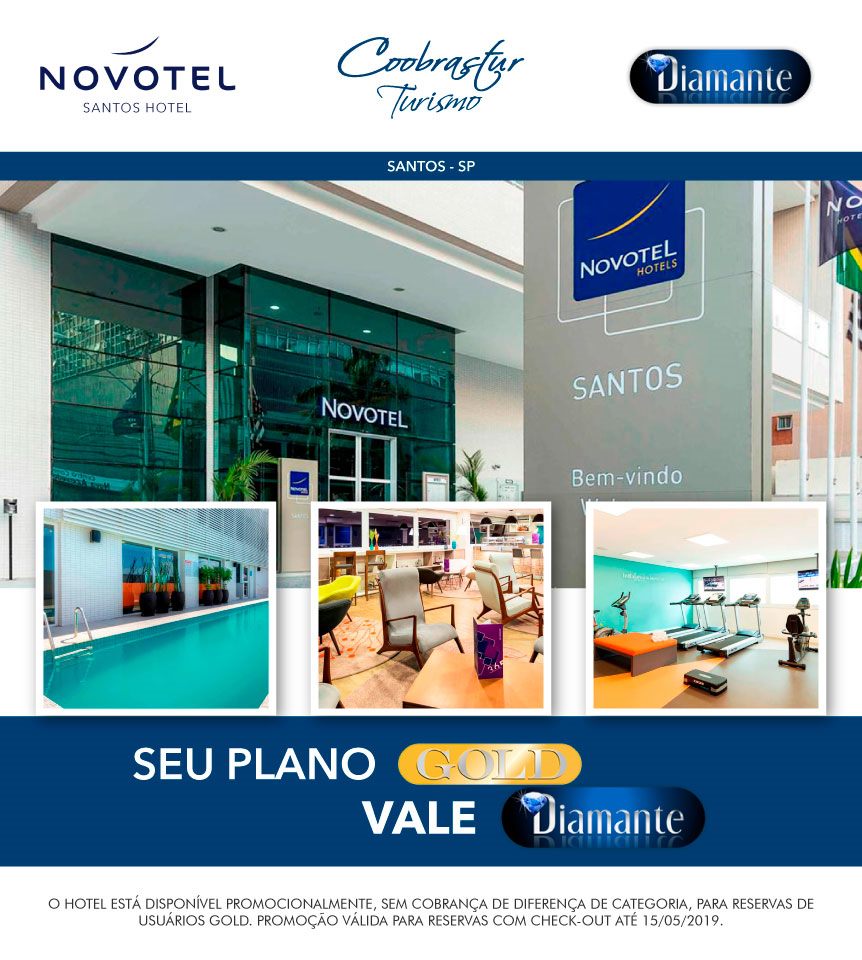 NOVOTEL
SANTOS HOTEL
Coobrastur
Turismo
Diamante
SANTOS - SP
NOVOTEL
HOTELS
SANTOS
Bem-vindo
NOVOTEL
NOVOTEL
SEU PLANO GOLD
VALE Diamante
O HOTEL ESTÁ DISPONÍVEL PROMOCIONALMENTE, SEM COBRANÇA DE DIFERENÇA DE CATEGORIA, PARA RESERVAS DE
USUÁRIOS GOLD. PROMOÇÃO VÁLIDA PARA RESERVAS COM CHECK-OUT ATÉ 15/05/2019.